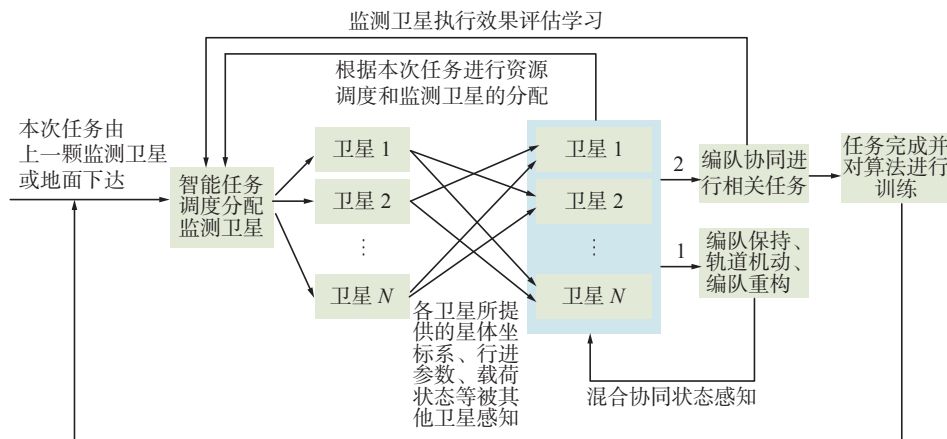 监测卫星执行效果评估学习
根据本次任务进行资源
调度和监测卫星的分配
本次任务由
上一颗监测卫星
或地面下达
智能任务
调度分配
监测卫星
卫星 1
卫星 2
⋮
卫星 N
各卫星所提
供的星体坐
标系、行进
参数、载荷
状态等被其
他卫星感知
卫星 1
卫星 2
⋮
卫星 N
2
编队协同进
行相关任务
任务完成并
对算法进行
训练
1
编队保持、
轨道机动、
编队重构
混合协同状态感知